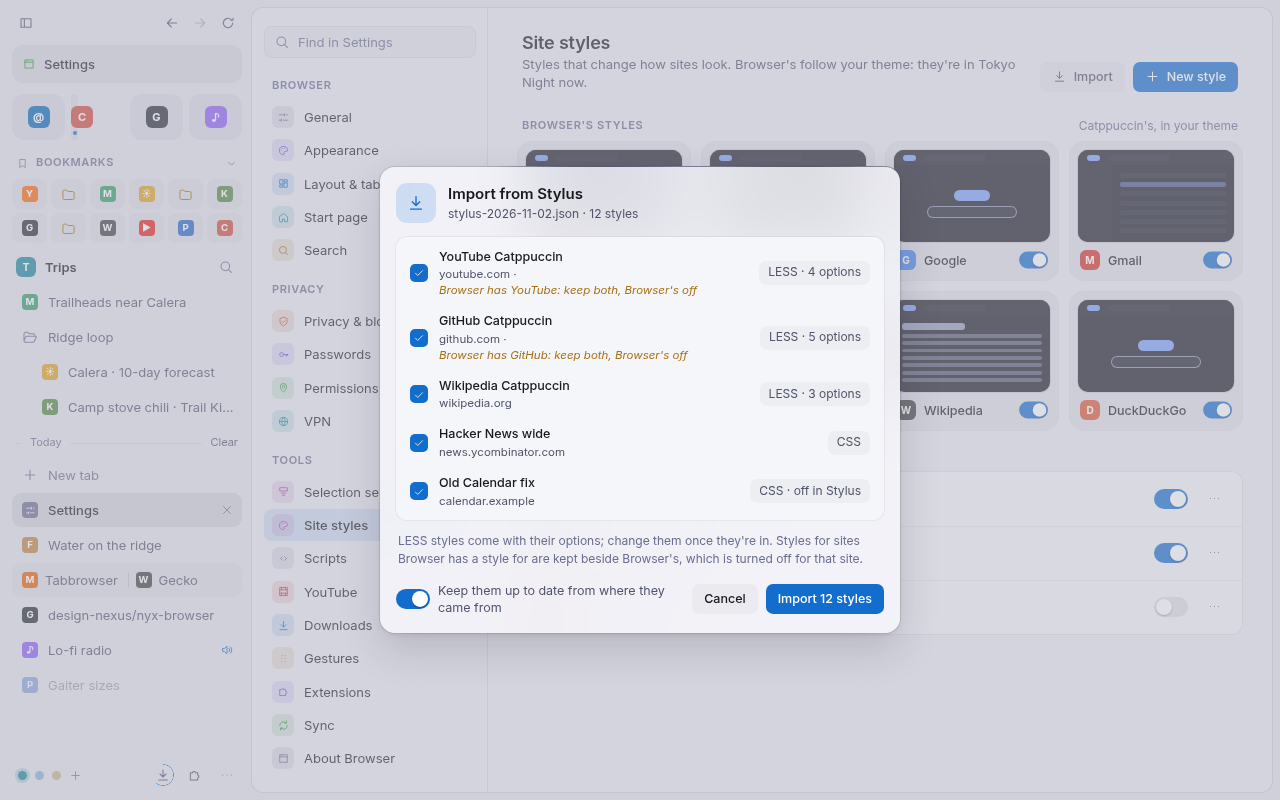 Settings
@
C
G
BOOKMARKS
Y
M
K
G
W
P
C
T Trips
M Trailheads near Calera
Ridge loop
Calera · 10-day forecast
K Camp stove chili · Trail Ki...
Today
Clear
New tab
Settings
F Water on the ridge
M Tabbrowser
W Gecko
G design-nexus/nyx-browser
Lo-fi radio
P Gaiter sizes
Find in Settings
BROWSER
General
Appearance
Layout & tab
Start page
Search
PRIVACY
Privacy & blo
Passwords
Permissions
VPN
TOOLS
Selection se
Site styles
Scripts
YouTube
Downloads
Gestures
Extensions
Sync
About Browser
Site styles
Styles that change how sites look. Browser's follow your theme: they're in Tokyo
Night now.
Import
New style
BROWSER'S STYLES
Catppuccin's, in your theme
G Google
M Gmail
W Wikipedia
D DuckDuckGo
Import from Stylus
stylus-2026-11-02.json · 12 styles
YouTube Catppuccin
youtube.com ·
Browser has YouTube: keep both, Browser's off
LESS · 4 options
GitHub Catppuccin
github.com ·
Browser has GitHub: keep both, Browser's off
LESS · 5 options
Wikipedia Catppuccin
wikipedia.org
LESS · 3 options
Hacker News wide
news.ycombinator.com
CSS
Old Calendar fix
calendar.example
CSS · off in Stylus
LESS styles come with their options; change them once they're in. Styles for sites
Browser has a style for are kept beside Browser's, which is turned off for that site.
Keep them up to date from where they
came from
Cancel
Import 12 styles